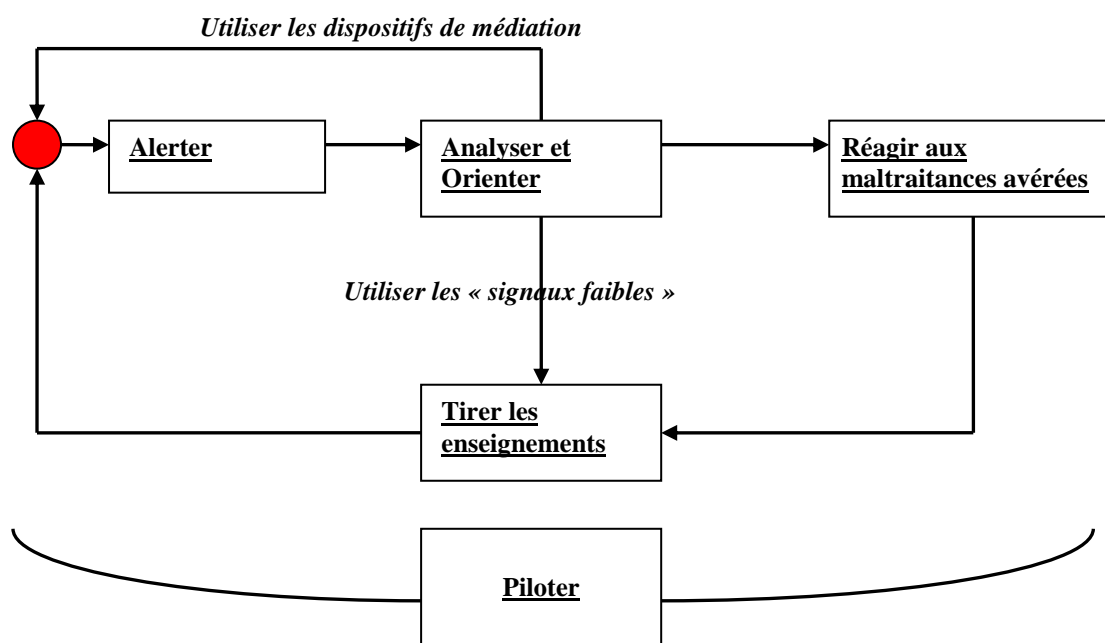 Utiliser les dispositifs de médiation
Alerter
Analyser et
Orienter
Réagir aux
maltraitances avérées
Utiliser les « signaux faibles »
Tirer les
enseignements
Piloter